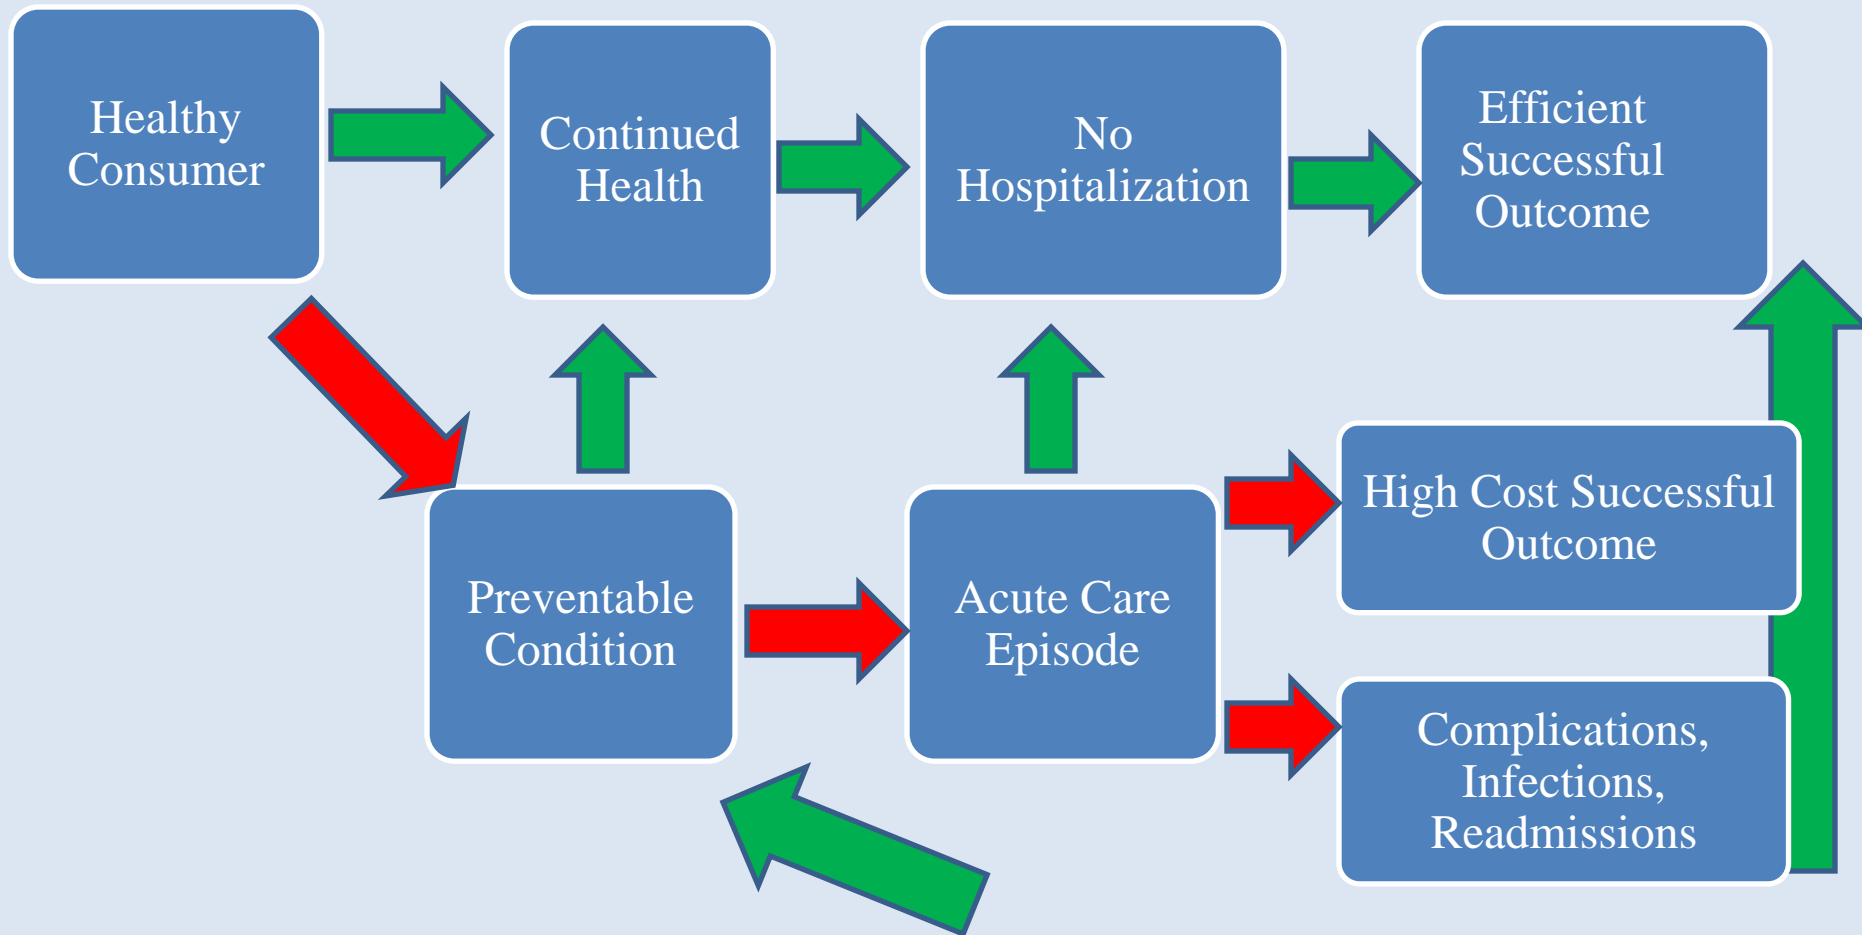 Healthy
Consumer
Continued
Health
No
Hospitalization
Efficient
Successful
Outcome
High Cost Successful
Outcome
Preventable
Condition
Acute Care
Episode
Complications,
Infections,
Readmissions